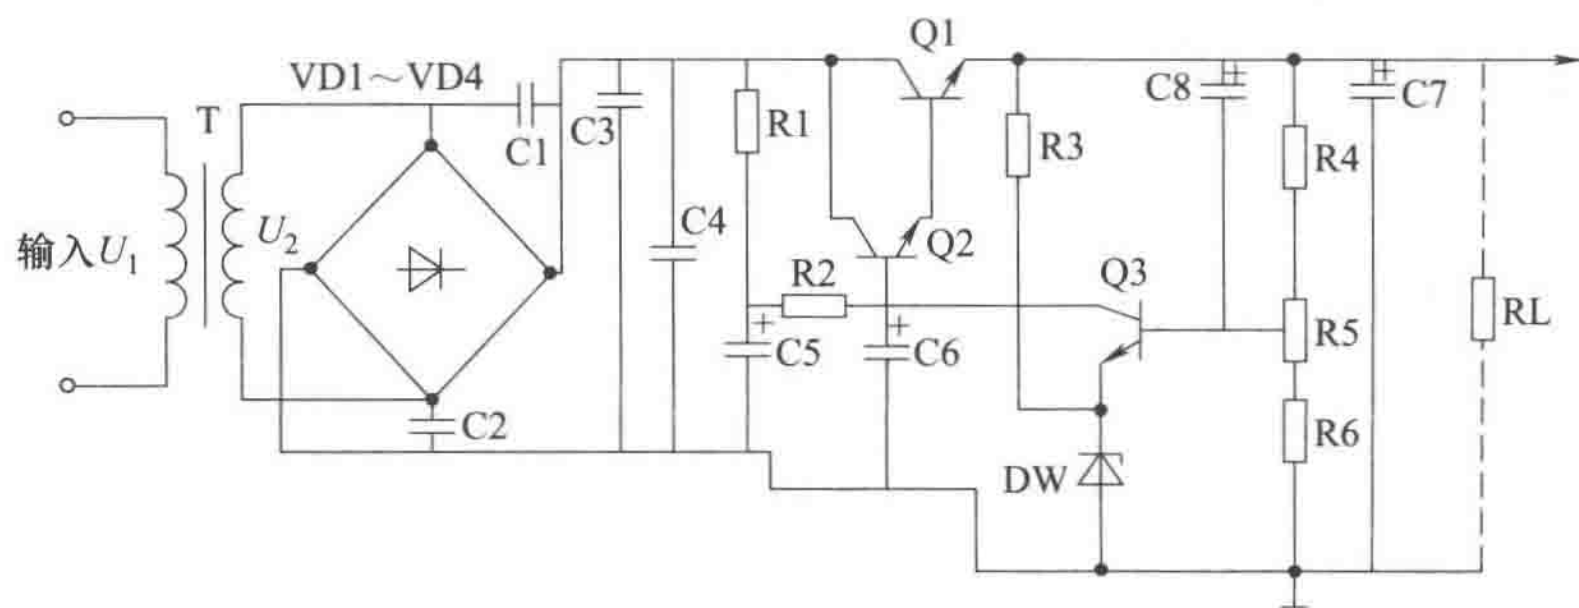 Q1
VD1～VD4
C8
C7
T
C1
C3
R1
R3
R4
输入U₁
U₂
C4
Q2
R2
Q3
R5
RL
C5
C6
C2
DW
R6
+
+
+
+